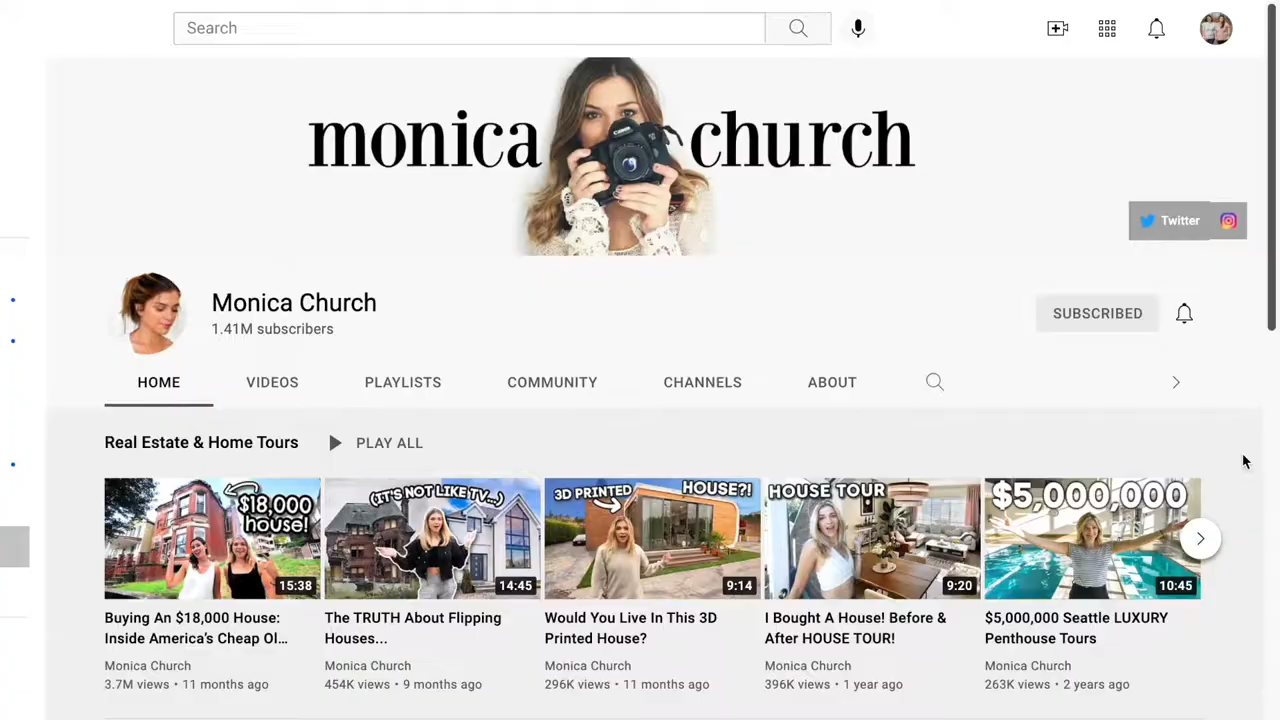 Search
monica church
Twitter
Monica Church
1.41M subscribers
SUBSCRIBED
HOME VIDEOS PLAYLISTS COMMUNITY CHANNELS ABOUT
Real Estate & Home Tours PLAY ALL
$18,000 house! 15:38
(IT'S NOT LIKE TV...) 14:45
3D PRINTED HOUSE?! 9:14
HOUSE TOUR 9:20
$5,000,000 10:45
Buying An $18,000 House:
Inside America's Cheap Ol...
Monica Church
3.7M views • 11 months ago
The TRUTH About Flipping
Houses...
Monica Church
454K views • 9 months ago
Would You Live In This 3D
Printed House?
Monica Church
296K views • 11 months ago
I Bought A House! Before &
After HOUSE TOUR!
Monica Church
396K views • 1 year ago
$5,000,000 Seattle LUXURY
Penthouse Tours
Monica Church
263K views • 2 years ago